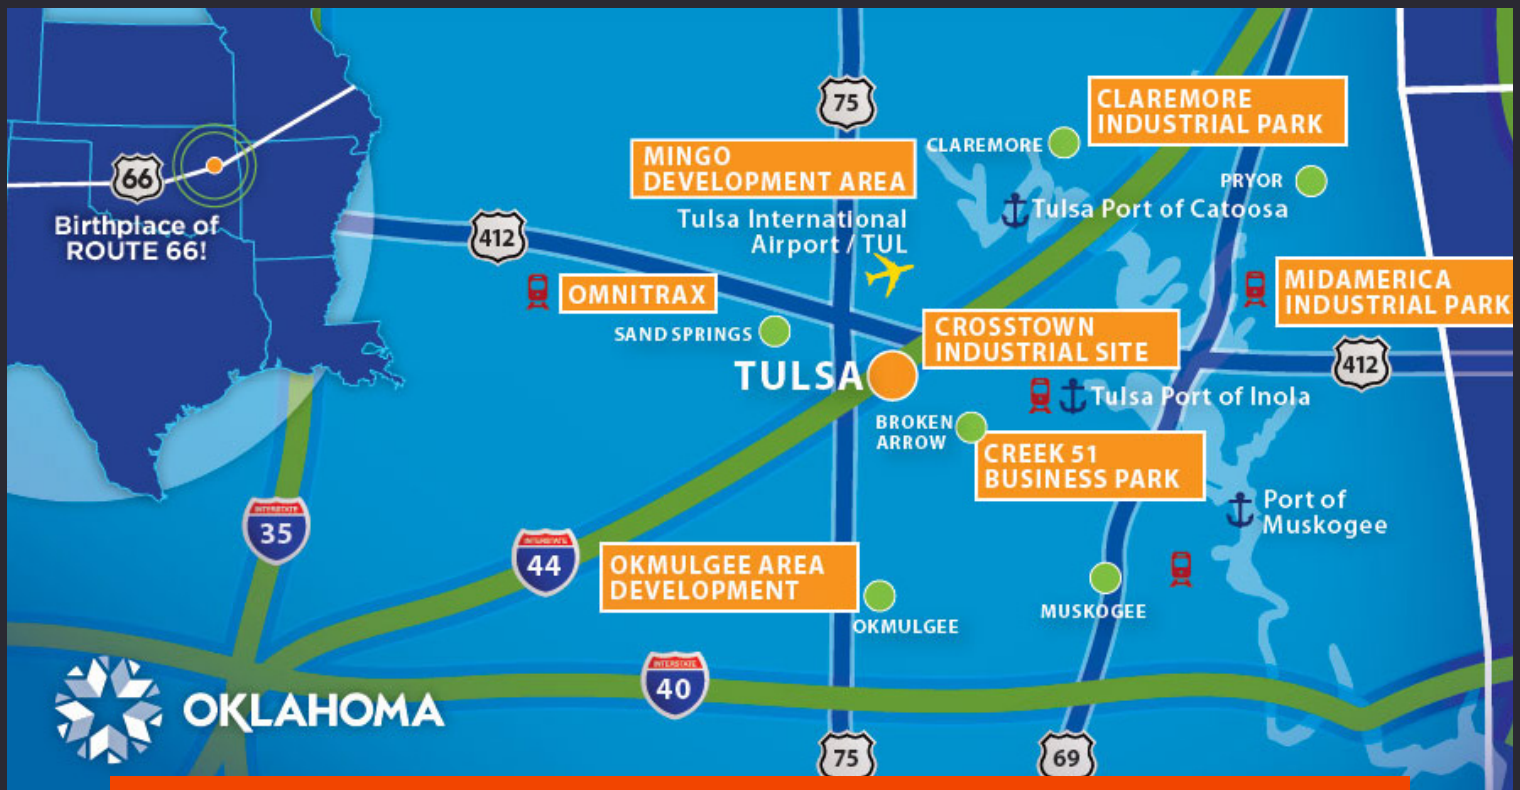 66
Birthplace of
ROUTE 66!
75
CLAREMORE
INDUSTRIAL PARK
CLAREMORE
MINGO
DEVELOPMENT AREA
PRYOR
Tulsa Port of Catoosa
Tulsa International
Airport / TUL
412
OMNITRAX
MIDAMERICA
INDUSTRIAL PARK
SAND SPRINGS
CROSSTOWN
INDUSTRIAL SITE
412
TULSA
Tulsa Port of Inola
BROKEN
ARROW
CREEK 51
BUSINESS PARK
Port of
Muskogee
INTERSTATE
35
INTERSTATE
44
OKMULGEE AREA
DEVELOPMENT
OKMULGEE
MUSKOGEE
INTERSTATE
40
OKLAHOMA
75
69